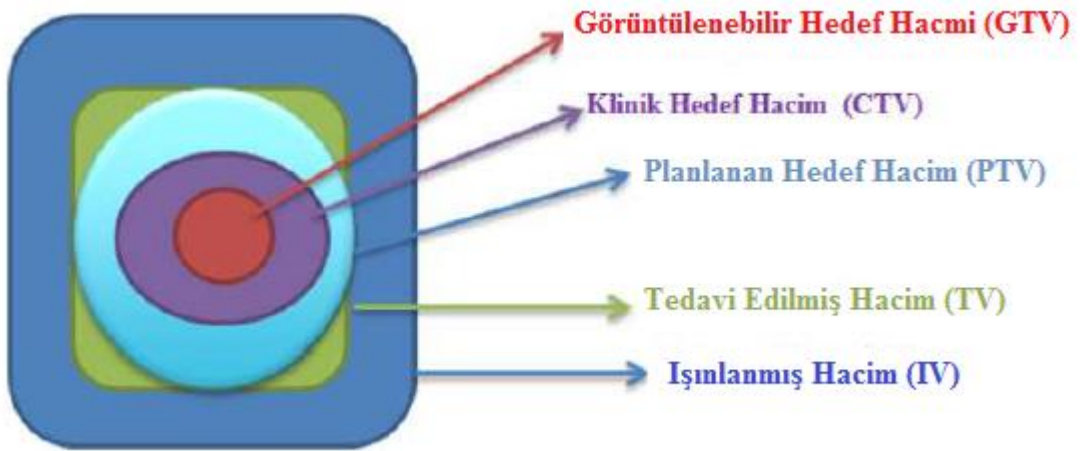 Görüntülenebilir Hedef Hacmi (GTV)
Klinik Hedef Hacim (CTV)
Planlanan Hedef Hacim (PTV)
Tedavi Edilmiş Hacim (TV)
Işınlanmış Hacim (IV)